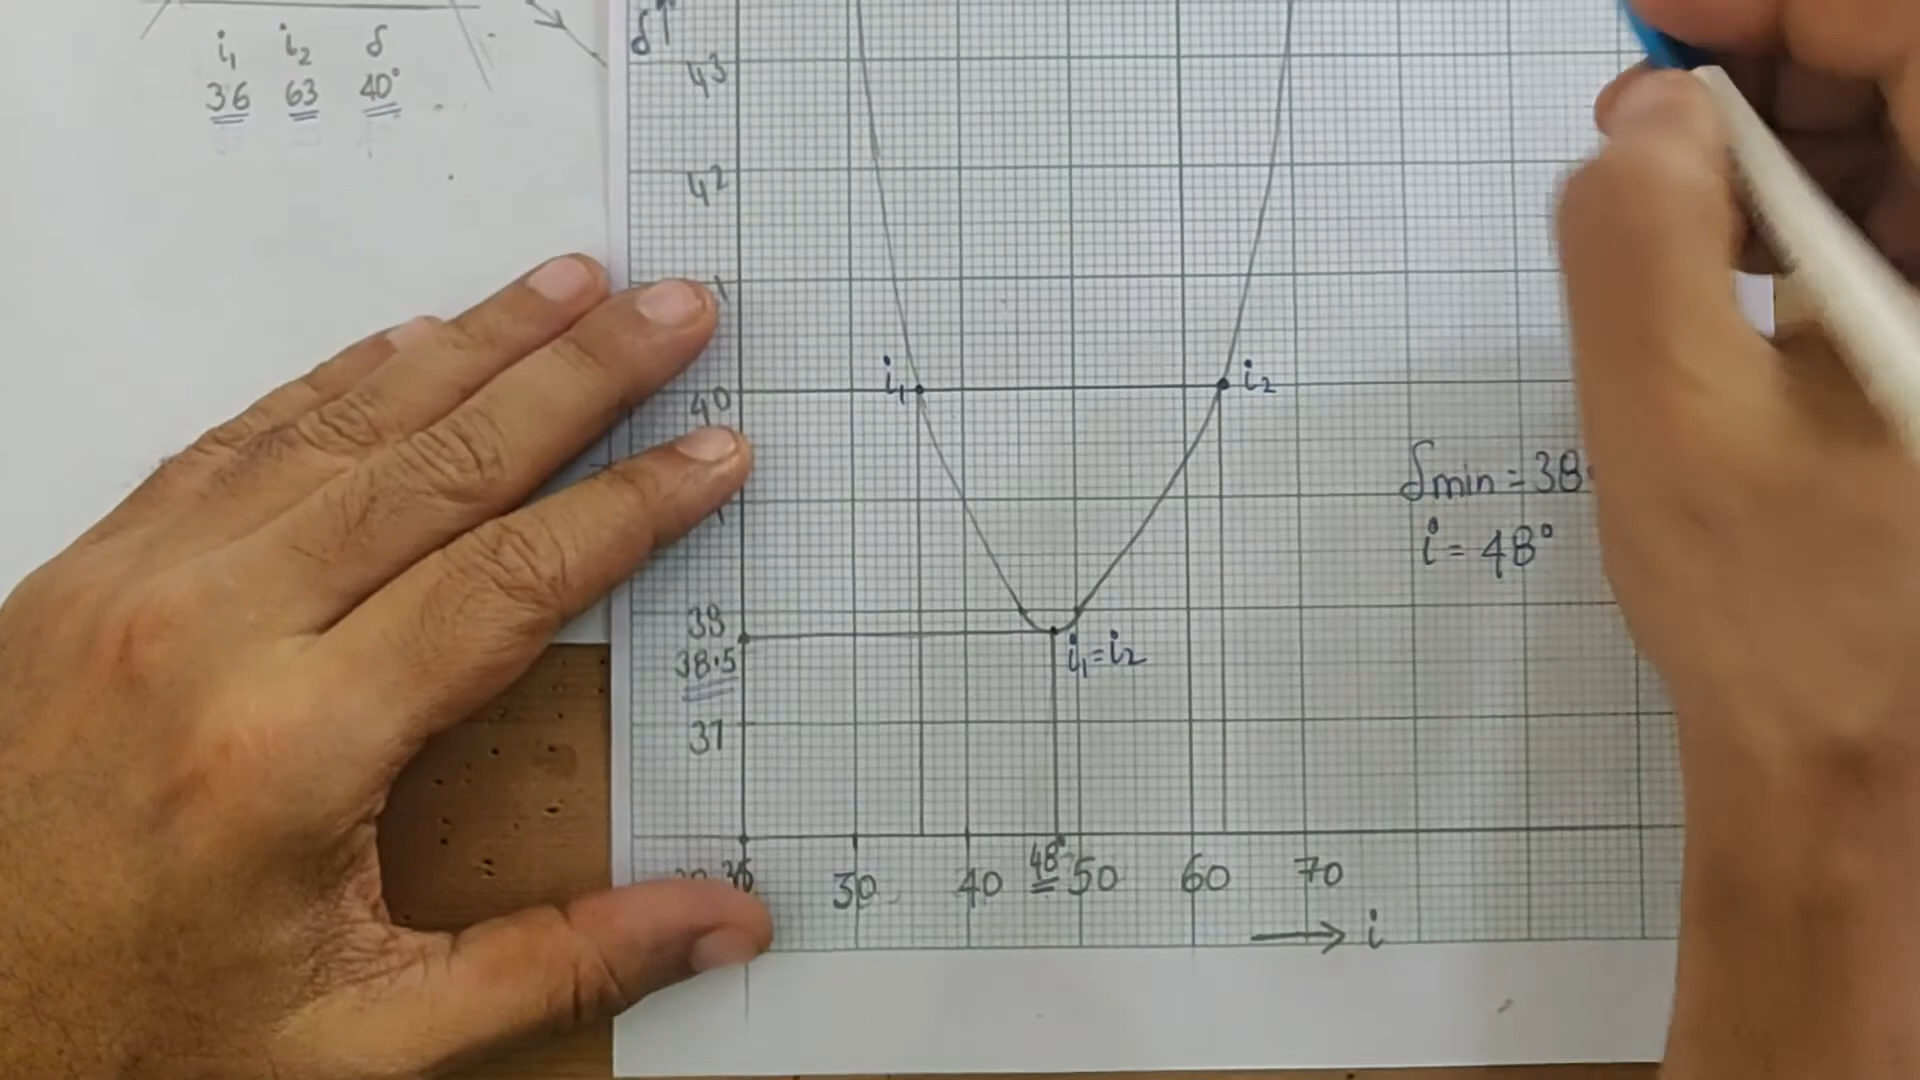 i₁ i₂ δ
36 63 40°
δ↑
43
42
i₁ i₂
40
δmin = 38
i = 48°
38
i₁=i₂
38.5
37
30 40 48° 50 60 70
→ i